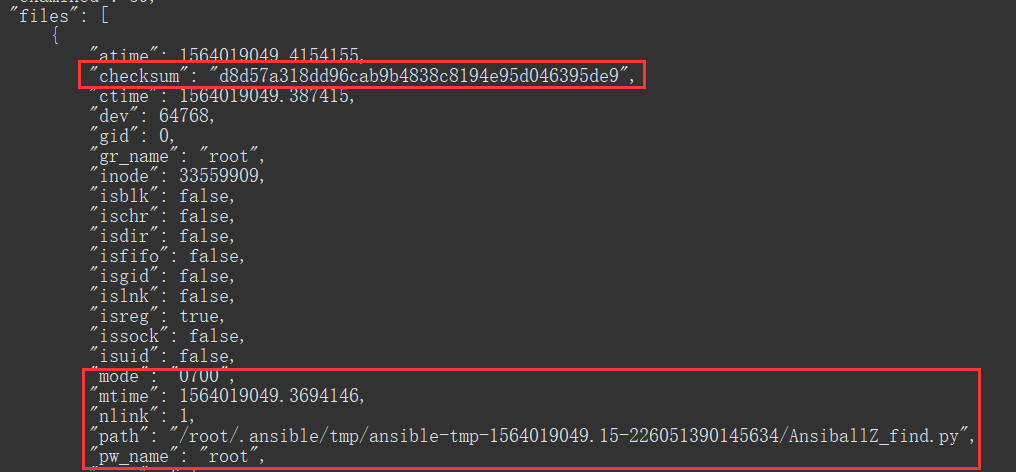 "files": [
{
"atime": 1564019049.4154155,
"checksum": "d8d57a318dd96cab9b4838c8194e95d046395de9",
"ctime": 1564019049.387415,
"dev": 64768,
"gid": 0,
"gr_name": "root",
"inode": 33559909,
"isblk": false,
"ischr": false,
"isdir": false,
"isfifo": false,
"isgid": false,
"islnk": false,
"isreg": true,
"issock": false,
"isuid": false,
"mode": "0700",
"mtime": 1564019049.3694146,
"nlink": 1,
"path": "/root/.ansible/tmp/ansible-tmp-1564019049.15-226051390145634/AnsiballZ_find.py",
"pw_name": "root",